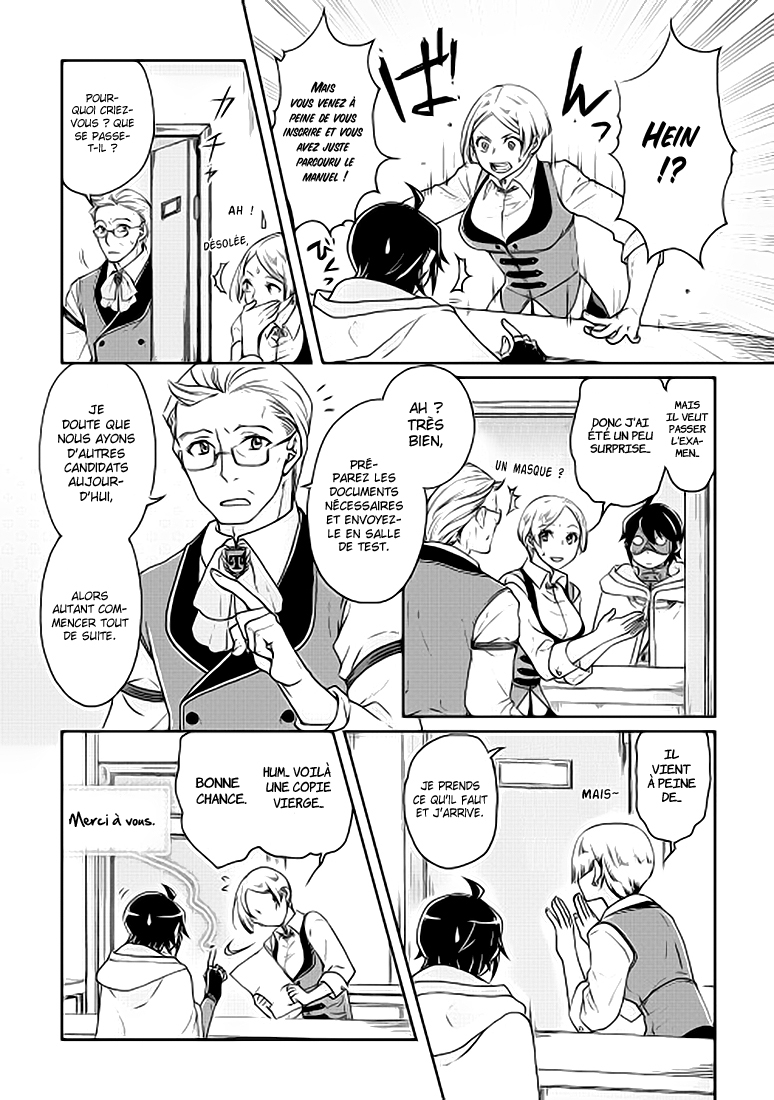 HEIN
!?
MAIS
VOUS VENEZ À
PEINE DE VOUS
INSCRIRE ET VOUS
AVEZ JUSTE
PARCOURU LE
MANUEL !
ばんっ
POUR-
QUOI CRIEZ-
VOUS ? QUE
SE PASSE-
T-IL ?
AH !
DÉSOLÉE,
MAIS
IL VEUT
PASSER
L'EXA-
MEN...
DONC J'AI
ÉTÉ UN PEU
SURPRISE...
UN MASQUE ?
AH ?
TRÈS
BIEN,
PRÉ-
PAREZ LES
DOCUMENTS
NÉCESSAIRES
ET ENVOYEZ-
LE EN SALLE
DE TEST.
JE
DOUTE QUE
NOUS AYONS
D'AUTRES
CANDIDATS
AUJOUR-
D'HUI,
ALORS
AUTANT COM-
MENCER TOUT
DE SUITE.
IL
VIENT
À PEINE
DE...
MAIS~
JE PRENDS
CE QU'IL FAUT
ET J'ARRIVE.
HUM... VOILÀ
UNE COPIE
VIERGE...
BONNE
CHANCE.
Merci à vous.